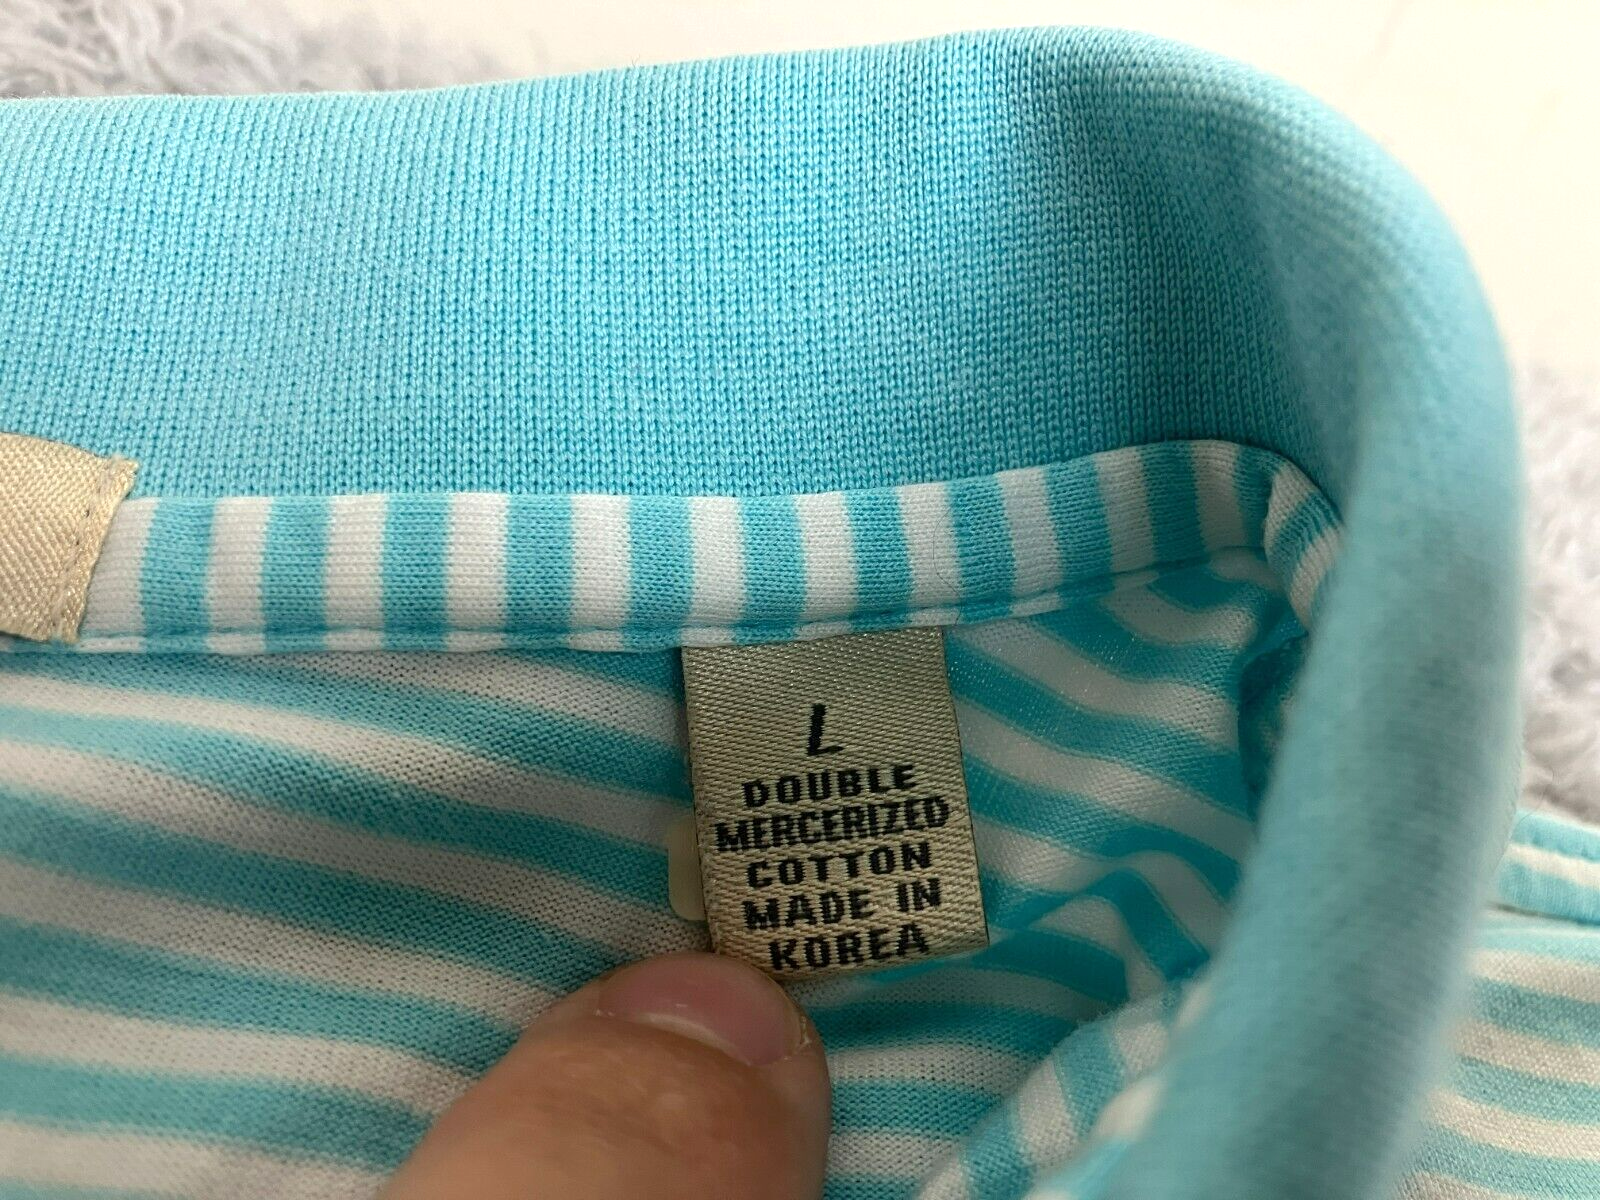 L
DOUBLE
MERCERIZED
COTTON
MADE IN
KOREA